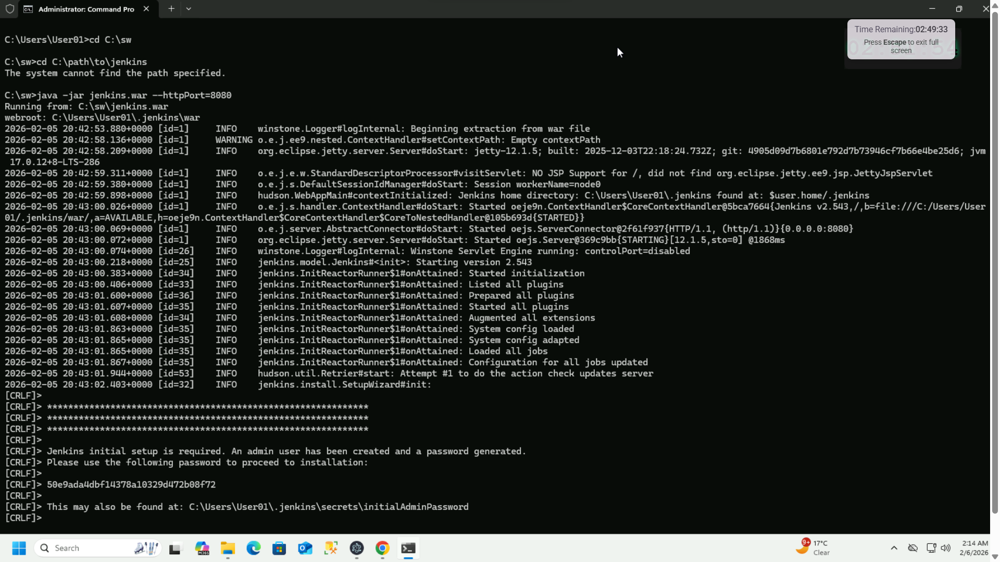 Administrator: Command Pro
Time Remaining:02:49:33
Press Escape to exit full
screen
C:\Users\User01>cd C:\sw
C:\sw>cd C:\path\to\jenkins
The system cannot find the path specified.
C:\sw>java -jar jenkins.war --httpPort=8080
Running from: C:\sw\jenkins.war
webroot: C:\Users\User01\.jenkins\war
2026-02-05 20:42:53.880+0000 [id=1] INFO winstone.Logger#logInternal: Beginning extraction from war file
2026-02-05 20:42:58.136+0000 [id=1] WARNING o.e.j.ee9.nested.ContextHandler#setContextPath: Empty contextPath
2026-02-05 20:42:58.209+0000 [id=1] INFO org.eclipse.jetty.server.Server#doStart: jetty-12.1.5; built: 2025-12-03T22:18:24.732Z; git: 4905d09d7b6801e792d7b73946cf7b66e4be25d6; jvm
17.0.12+8-LTS-286
2026-02-05 20:42:59.311+0000 [id=1] INFO o.e.j.e.w.StandardDescriptorProcessor#visitServlet: NO JSP Support for /, did not find org.eclipse.jetty.ee9.jsp.JettyJspServlet
2026-02-05 20:42:59.380+0000 [id=1] INFO o.e.j.s.DefaultSessionIdManager#doStart: Session workerName=node0
2026-02-05 20:42:59.898+0000 [id=1] INFO hudson.WebAppMain#contextInitialized: Jenkins home directory: C:\Users\User01\.jenkins found at: $user.home/.jenkins
2026-02-05 20:43:00.026+0000 [id=1] INFO o.e.j.s.handler.ContextHandler#doStart: Started oeje9n.ContextHandler$CoreContextHandler@5bca7664{Jenkins v2.543,/,b=file:///C:/Users/User
01/.jenkins/war/,a=AVAILABLE,h=oeje9n.ContextHandler$CoreContextHandler$CoreToNestedHandler@105b693d{STARTED}}
2026-02-05 20:43:00.069+0000 [id=1] INFO o.e.j.server.AbstractConnector#doStart: Started oejs.ServerConnector@2f61f937{HTTP/1.1, (http/1.1)}{0.0.0.0:8080}
2026-02-05 20:43:00.072+0000 [id=1] INFO org.eclipse.jetty.server.Server#doStart: Started oejs.Server@369c9bb{STARTING}[12.1.5,sto=0] @1868ms
2026-02-05 20:43:00.074+0000 [id=26] INFO winstone.Logger#logInternal: Winstone Servlet Engine running: controlPort=disabled
2026-02-05 20:43:00.218+0000 [id=25] INFO jenkins.model.Jenkins#<init>: Starting version 2.543
2026-02-05 20:43:00.383+0000 [id=34] INFO jenkins.InitReactorRunner$1#onAttained: Started initialization
2026-02-05 20:43:00.406+0000 [id=33] INFO jenkins.InitReactorRunner$1#onAttained: Listed all plugins
2026-02-05 20:43:01.600+0000 [id=36] INFO jenkins.InitReactorRunner$1#onAttained: Prepared all plugins
2026-02-05 20:43:01.607+0000 [id=35] INFO jenkins.InitReactorRunner$1#onAttained: Started all plugins
2026-02-05 20:43:01.608+0000 [id=34] INFO jenkins.InitReactorRunner$1#onAttained: Augmented all extensions
2026-02-05 20:43:01.863+0000 [id=35] INFO jenkins.InitReactorRunner$1#onAttained: System config loaded
2026-02-05 20:43:01.865+0000 [id=35] INFO jenkins.InitReactorRunner$1#onAttained: System config adapted
2026-02-05 20:43:01.865+0000 [id=35] INFO jenkins.InitReactorRunner$1#onAttained: Loaded all jobs
2026-02-05 20:43:01.867+0000 [id=35] INFO jenkins.InitReactorRunner$1#onAttained: Configuration for all jobs updated
2026-02-05 20:43:01.944+0000 [id=53] INFO hudson.util.Retrier#start: Attempt #1 to do the action check updates server
2026-02-05 20:43:02.403+0000 [id=32] INFO jenkins.install.SetupWizard#init:
[CRLF]>
[CRLF]> *************************************************************
[CRLF]> *************************************************************
[CRLF]> *************************************************************
[CRLF]>
[CRLF]> Jenkins initial setup is required. An admin user has been created and a password generated.
[CRLF]> Please use the following password to proceed to installation:
[CRLF]>
[CRLF]> 50e9ada4dbf14378a10329d472b08f72
[CRLF]>
[CRLF]> This may also be found at: C:\Users\User01\.jenkins\secrets\initialAdminPassword
[CRLF]>
Search
M365
9+
17°C
Clear
2:14 AM
2/6/2026